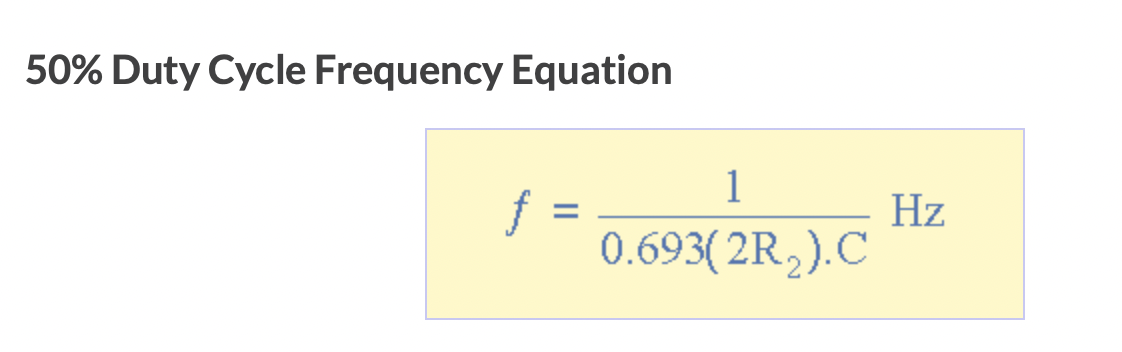 50% Duty Cycle Frequency Equation
f = 1 / 0.693(2R₂).C Hz